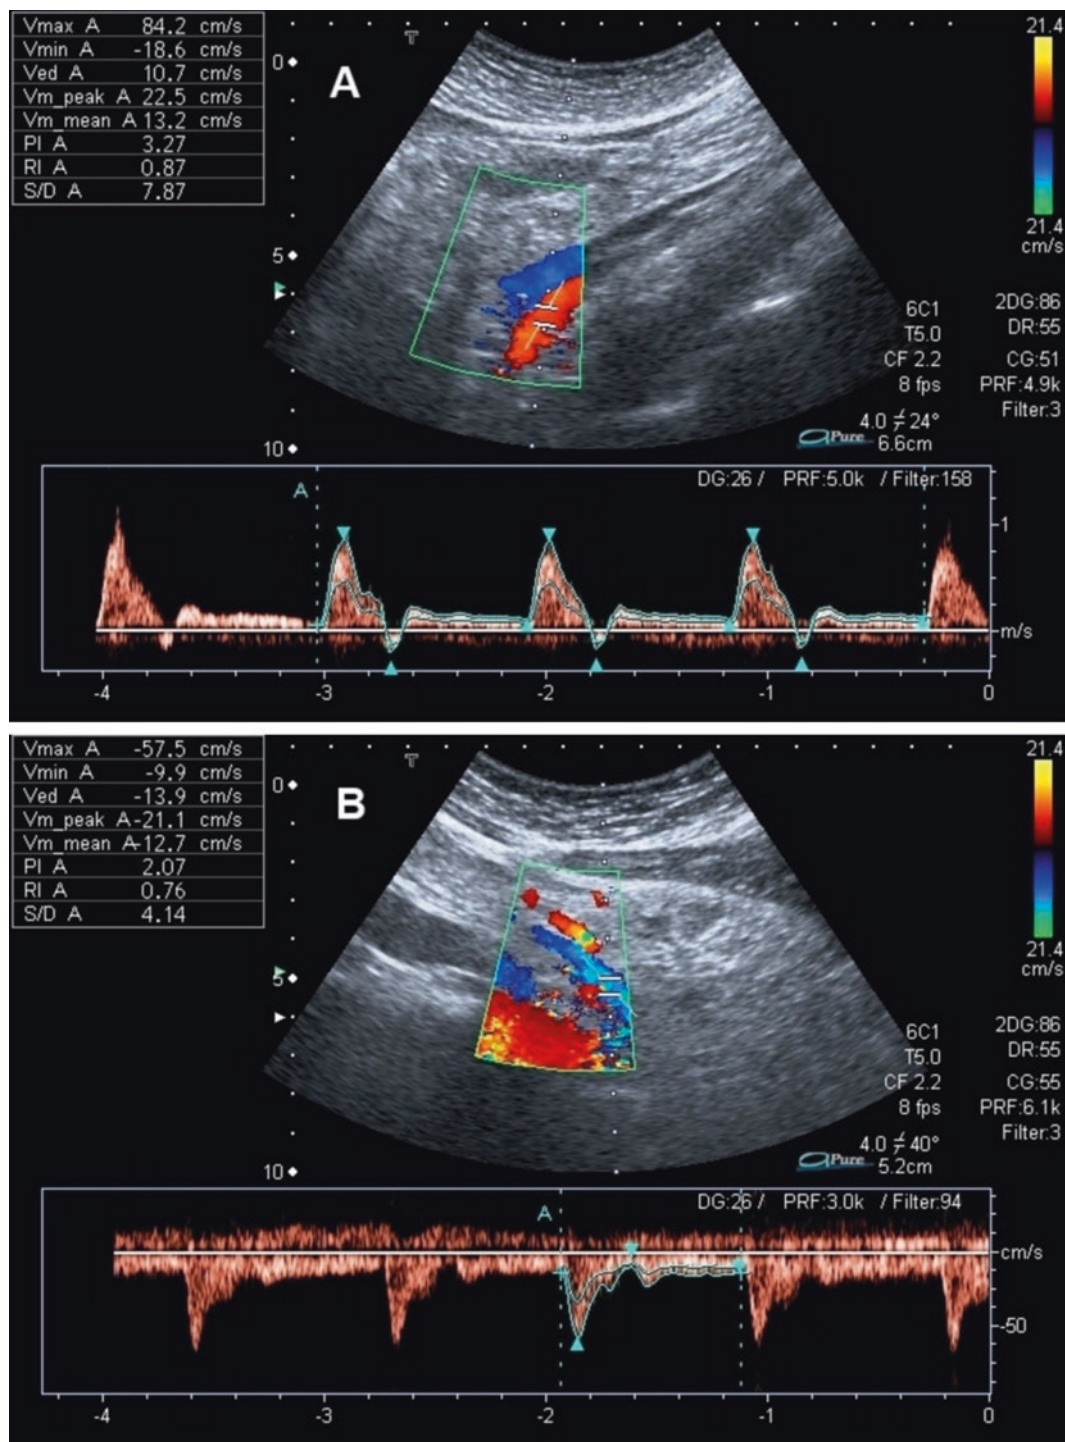 Vmax A 84.2 cm/s
Vmin A -18.6 cm/s
Ved A 10.7 cm/s
Vm_peak A 22.5 cm/s
Vm_mean A 13.2 cm/s
PI A 3.27
RI A 0.87
S/D A 7.87
T
A
0
5
10
21.4
21.4
cm/s
6C1
T5.0
CF 2.2
8 fps
2DG:86
DR:55
CG:51
PRF:4.9k
Filter:3
4.0 24°
APure 6.6cm
A
DG:26 / PRF:5.0k / Filter:158
1
m/s
-4 -3 -2 -1 0
Vmax A -57.5 cm/s
Vmin A -9.9 cm/s
Ved A -13.9 cm/s
Vm_peak A -21.1 cm/s
Vm_mean A -12.7 cm/s
PI A 2.07
RI A 0.76
S/D A 4.14
T
B
0
5
10
21.4
21.4
cm/s
6C1
T5.0
CF 2.2
8 fps
2DG:86
DR:55
CG:55
PRF:6.1k
Filter:3
4.0 40°
APure 5.2cm
A
DG:26 / PRF:3.0k / Filter:94
cm/s
-50
-4 -3 -2 -1 0